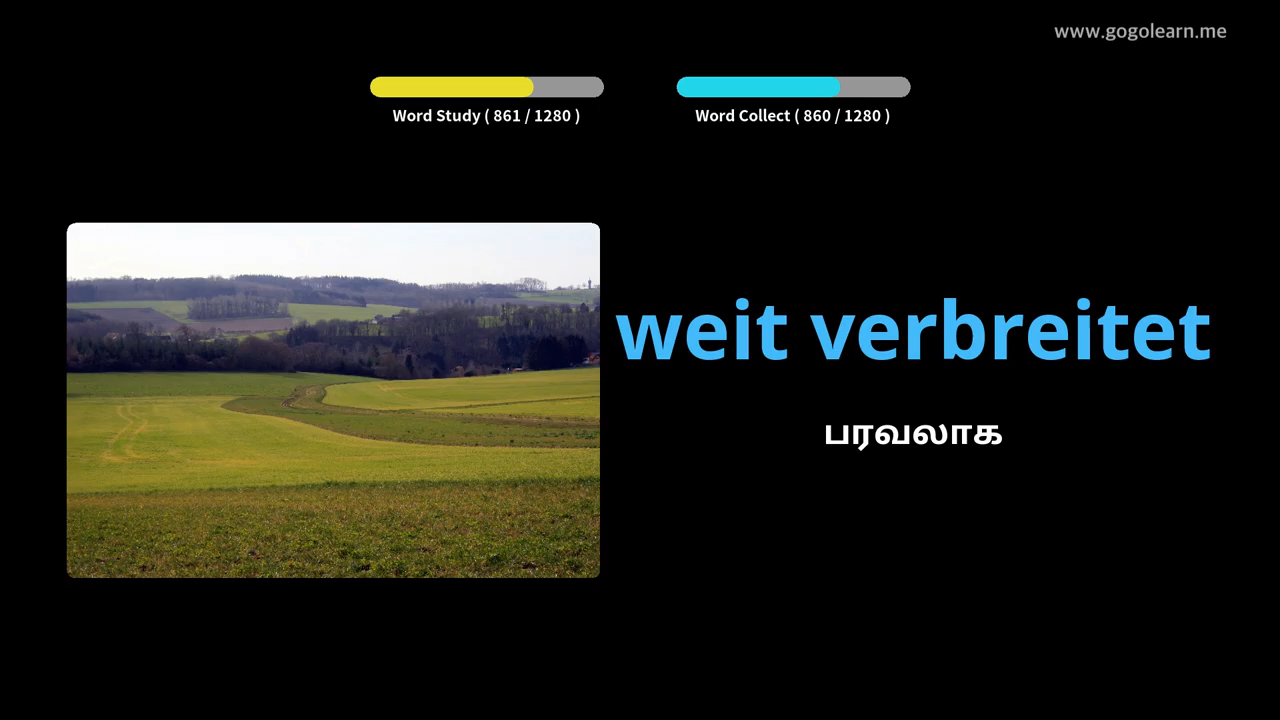 www.gogolearn.me
Word Study ( 861 / 1280 )
Word Collect ( 860 / 1280 )
weit verbreitet
பரவலாக